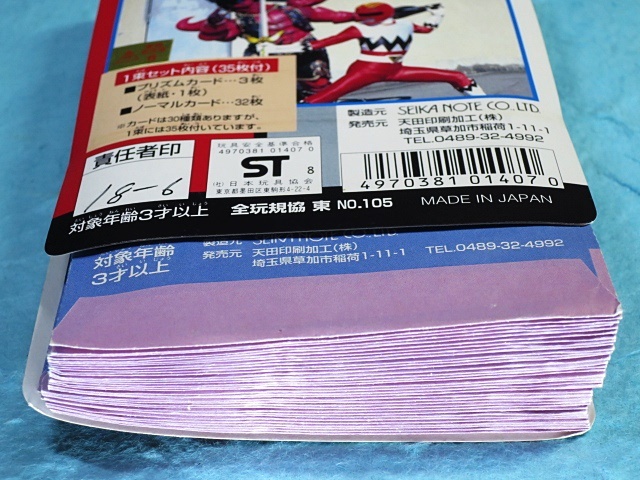 1束セット内容(35枚付)
■プリズムカード…3枚
(表紙・1枚)
■ノーマルカード…32枚
※カードは30種類ありますが、
1束には35枚付いています。
製造元 SEIKA NOTE CO.,LTD.
発売元 天田印刷加工(株)
埼玉県草加市稲荷1-11-1
TEL.0489-32-4992
責任者印
18-6
玩具安全基準合格
4970381 01407 0
ST 8
(社)日本玩具協会
東京都墨田区東駒形4-22-4
4970381 014070
対象年齢3才以上
全玩規協 東 NO.105
MADE IN JAPAN
対象年齢
3才以上
製造元 SEIKA NOTE CO.,LTD.
発売元 天田印刷加工(株) TEL.0489-32-4992
埼玉県草加市稲荷1-11-1